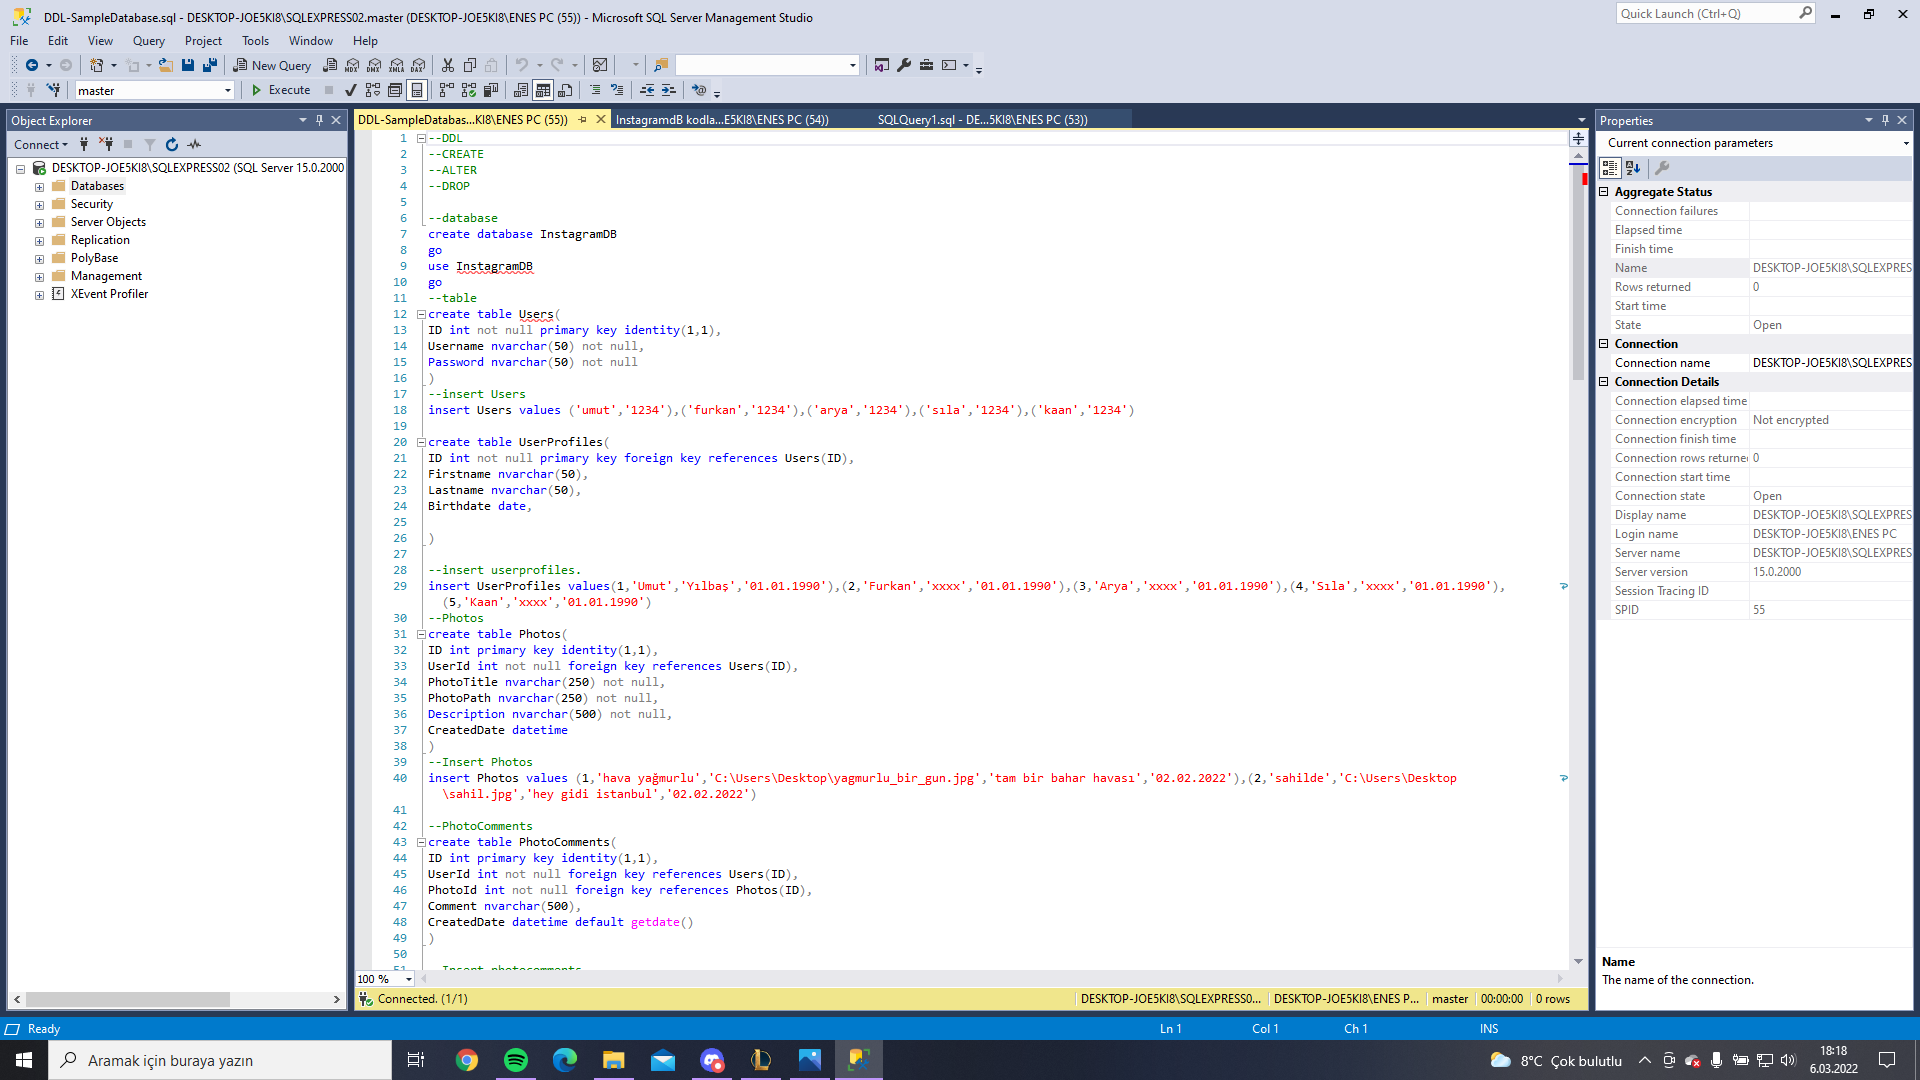 DDL-SampleDatabase.sql - DESKTOP-JOE5KI8\SQLEXPRESS02.master (DESKTOP-JOE5KI8\ENES PC (55)) - Microsoft SQL Server Management Studio
Quick Launch (Ctrl+Q)
File Edit View Query Project Tools Window Help
New Query
MDX DMX XMLA DAX
master
Execute
Object Explorer
Connect
DESKTOP-JOE5KI8\SQLEXPRESS02 (SQL Server 15.0.2000
Databases
Security
Server Objects
Replication
PolyBase
Management
XEvent Profiler
DDL-SampleDatabas...KI8\ENES PC (55)) InstagramdB kodla...E5KI8\ENES PC (54)) SQLQuery1.sql - DE...5KI8\ENES PC (53))
1 --DDL
2 --CREATE
3 --ALTER
4 --DROP
5
6 --database
7 create database InstagramDB
8 go
9 use InstagramDB
10 go
11 --table
12 create table Users(
13 ID int not null primary key identity(1,1),
14 Username nvarchar(50) not null,
15 Password nvarchar(50) not null
16 )
17 --insert Users
18 insert Users values ('umut','1234'),('furkan','1234'),('arya','1234'),('sıla','1234'),('kaan','1234')
19
20 create table UserProfiles(
21 ID int not null primary key foreign key references Users(ID),
22 Firstname nvarchar(50),
23 Lastname nvarchar(50),
24 Birthdate date,
25
26 )
27
28 --insert userprofiles.
29 insert UserProfiles values(1,'Umut','Yılbaş','01.01.1990'),(2,'Furkan','xxxx','01.01.1990'),(3,'Arya','xxxx','01.01.1990'),(4,'Sıla','xxxx','01.01.1990'),
(5,'Kaan','xxxx','01.01.1990')
30 --Photos
31 create table Photos(
32 ID int primary key identity(1,1),
33 UserId int not null foreign key references Users(ID),
34 PhotoTitle nvarchar(250) not null,
35 PhotoPath nvarchar(250) not null,
36 Description nvarchar(500) not null,
37 CreatedDate datetime
38 )
39 --Insert Photos
40 insert Photos values (1,'hava yağmurlu','C:\Users\Desktop\yagmurlu_bir_gun.jpg','tam bir bahar havası','02.02.2022'),(2,'sahilde','C:\Users\Desktop
\sahil.jpg','hey gidi istanbul','02.02.2022')
41
42 --PhotoComments
43 create table PhotoComments(
44 ID int primary key identity(1,1),
45 UserId int not null foreign key references Users(ID),
46 PhotoId int not null foreign key references Photos(ID),
47 Comment nvarchar(500),
48 CreatedDate datetime default getdate()
49 )
50
51 --Insert photocomments
100 %
Connected. (1/1)
DESKTOP-JOE5KI8\SQLEXPRESS0... DESKTOP-JOE5KI8\ENES P... master 00:00:00 0 rows
Properties
Current connection parameters
Aggregate Status
Connection failures
Elapsed time
Finish time
Name DESKTOP-JOE5KI8\SQLEXPRES
Rows returned 0
Start time
State Open
Connection
Connection name DESKTOP-JOE5KI8\SQLEXPRES
Connection Details
Connection elapsed time
Connection encryption Not encrypted
Connection finish time
Connection rows returned 0
Connection start time
Connection state Open
Display name DESKTOP-JOE5KI8\SQLEXPRES
Login name DESKTOP-JOE5KI8\ENES PC
Server name DESKTOP-JOE5KI8\SQLEXPRES
Server version 15.0.2000
Session Tracing ID
SPID 55
Name
The name of the connection.
Ready
Ln 1 Col 1 Ch 1 INS
Aramak için buraya yazın
8°C Çok bulutlu
18:18
6.03.2022